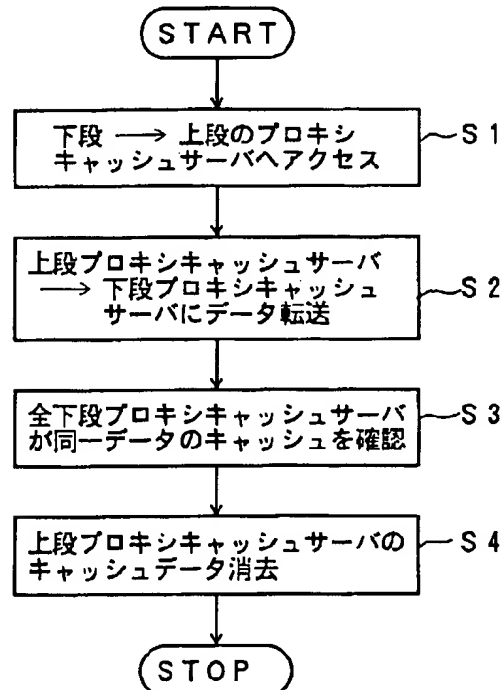 START
下段 → 上段のプロキシ
キャッシュサーバへアクセス
S1
上段プロキシキャッシュサーバ
→ 下段プロキシキャッシュ
サーバにデータ転送
S2
全下段プロキシキャッシュサーバ
が同一データのキャッシュを確認
S3
上段プロキシキャッシュサーバの
キャッシュデータ消去
S4
STOP